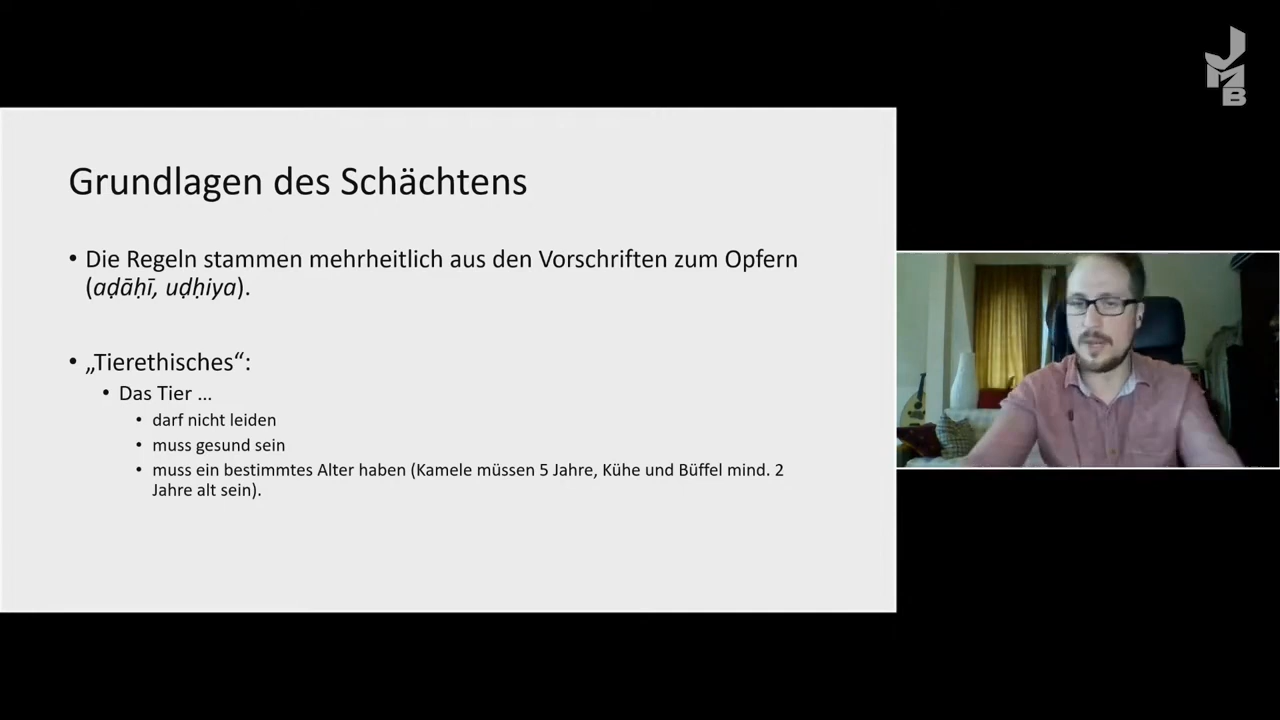 JMB
Grundlagen des Schächtens
• Die Regeln stammen mehrheitlich aus den Vorschriften zum Opfern
(aḍāḥī, uḍḥiya).
• „Tierethisches“:
• Das Tier ...
• darf nicht leiden
• muss gesund sein
• muss ein bestimmtes Alter haben (Kamele müssen 5 Jahre, Kühe und Büffel mind. 2
Jahre alt sein).